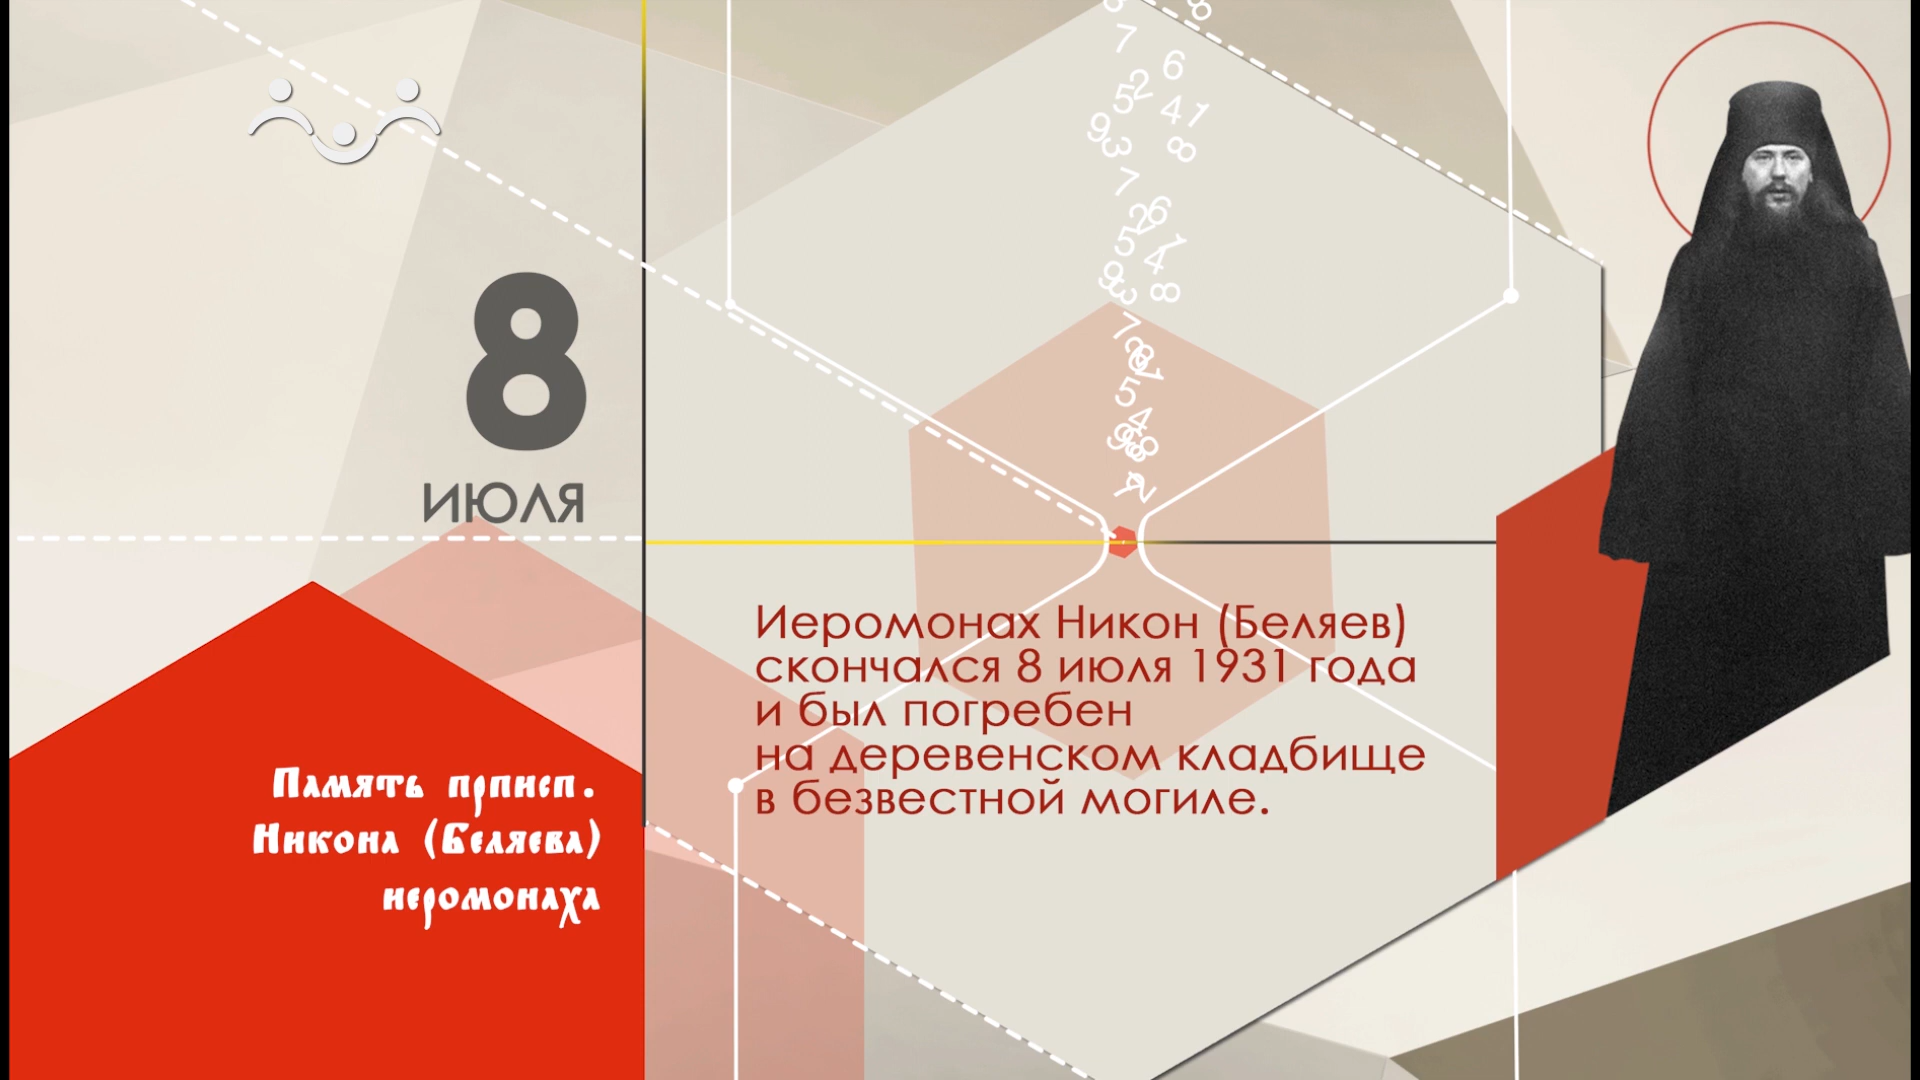 8
ИЮЛЯ
Память прписп.
Никона (Беляева)
иеромонаха
Иеромонах Никон (Беляев)
скончался 8 июля 1931 года
и был погребен
на деревенском кладбище
в безвестной могиле.